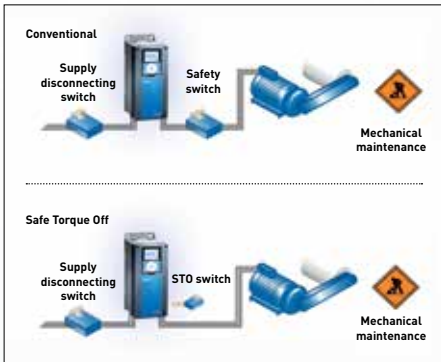 Conventional
Supply
disconnecting
switch
Safety
switch
Mechanical
maintenance
Safe Torque Off
Supply
disconnecting
switch
STO switch
Mechanical
maintenance